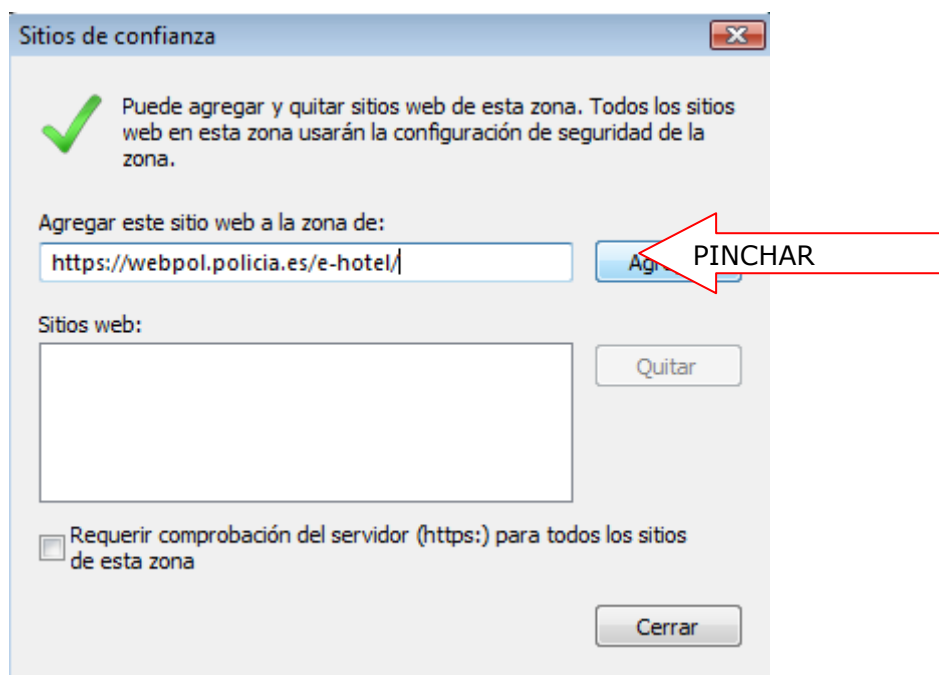 Sitios de confianza
Puede agregar y quitar sitios web de esta zona. Todos los sitios
web en esta zona usarán la configuración de seguridad de la
zona.
Agregar este sitio web a la zona de:
https://webpol.policia.es/e-hotel/
PINCHAR
Sitios web:
Quitar
Requerir comprobación del servidor (https:) para todos los sitios
de esta zona
Cerrar